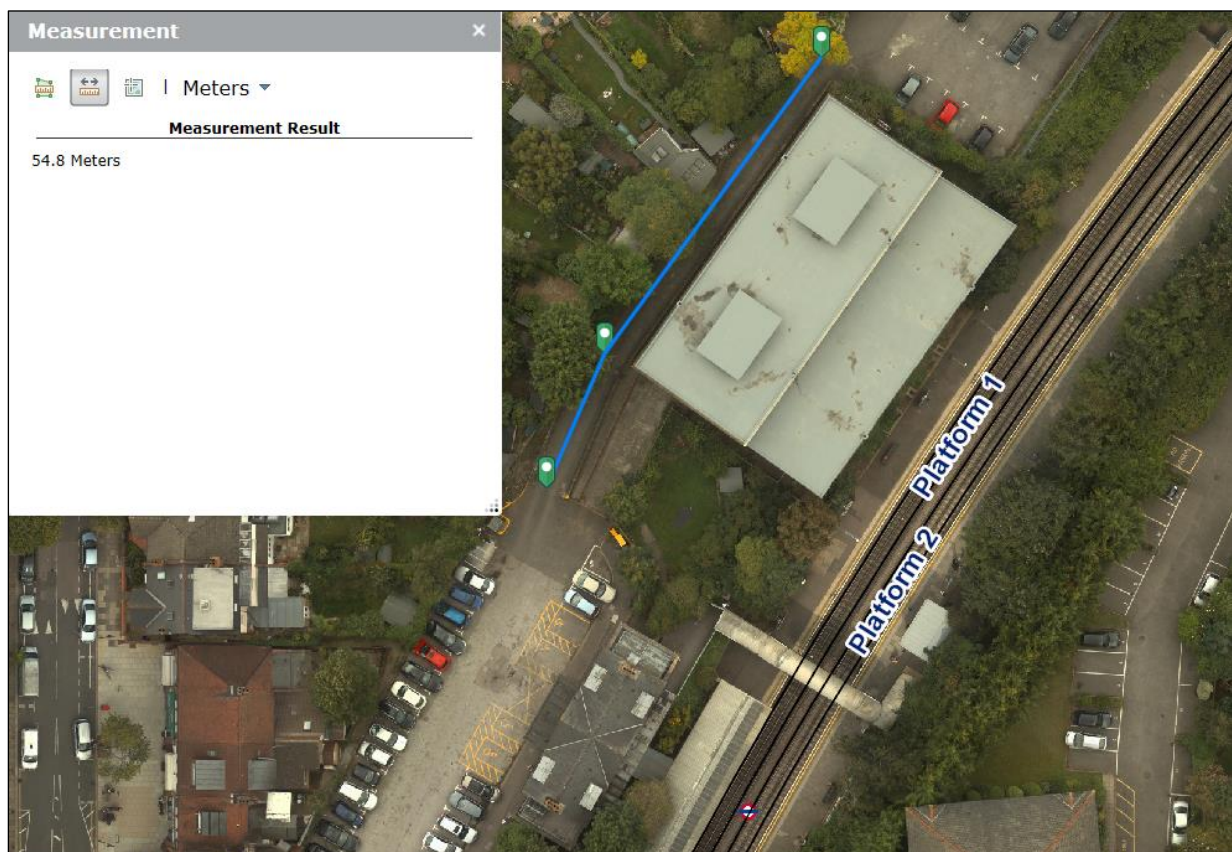 Measurement
×
| Meters
Measurement Result
54.8 Meters
Platform 1
Platform 2